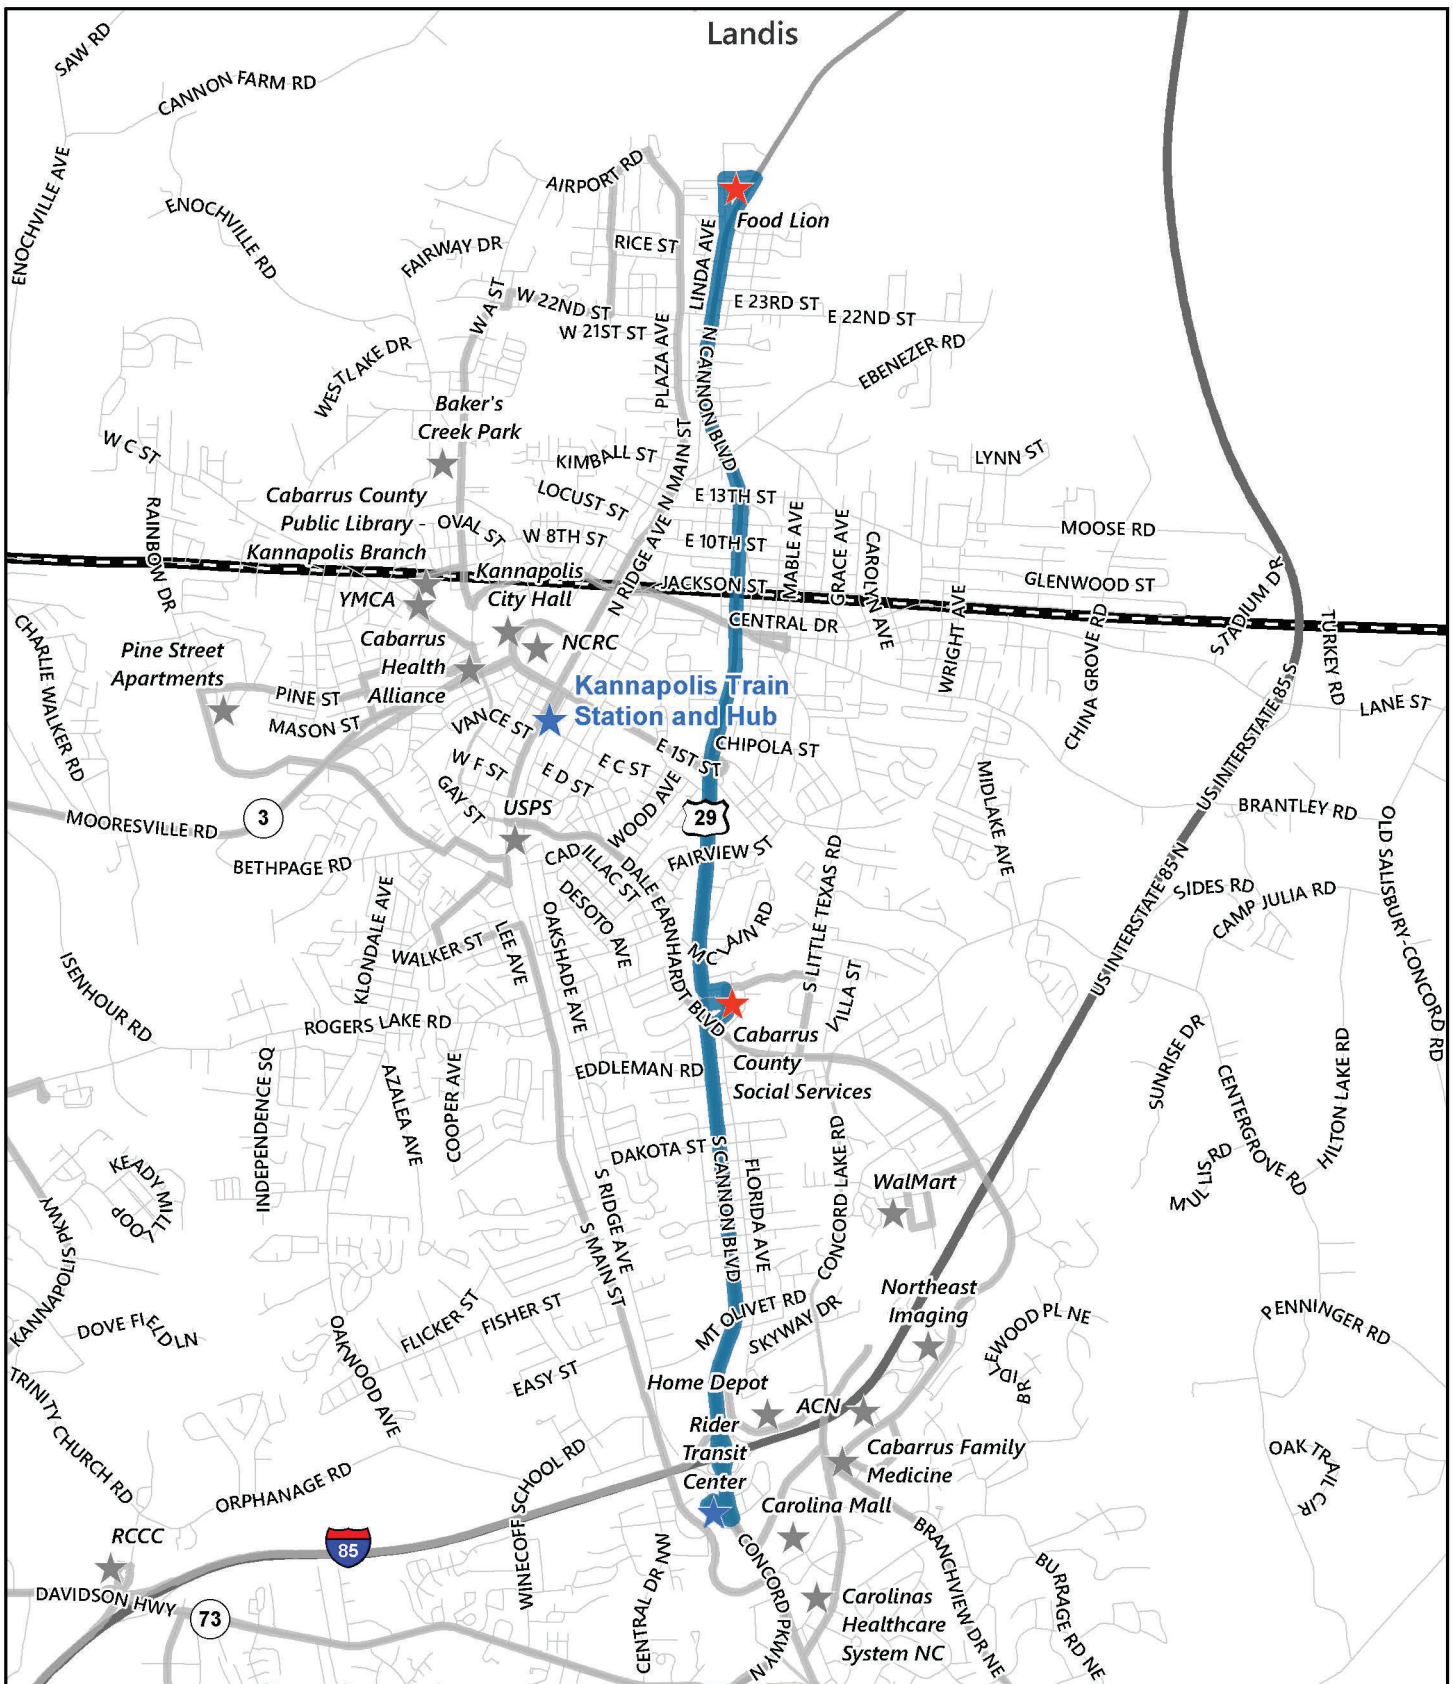 Landis
SAW RD
CANNON FARM RD
ENOCHVILLE AVE
ENOCHVILLE RD
AIRPORT RD
Food Lion
RICE ST
LINDA AVE
FAIRWAY DR
W A ST
W 22ND ST
W 21ST ST
E 23RD ST
E 22ND ST
EBENEZER RD
PLAZA AVE
N CANNON BLVD
WESTLAKE DR
Baker's
Creek Park
W C ST
KIMBALL ST
LOCUST ST
N MAIN ST
LYNN ST
Cabarrus County
Public Library -
Kannapolis Branch
OVAL ST
W 8TH ST
E 13TH ST
E 10TH ST
MOOSE RD
RAINBOW DR
N RIDGE AVE
MABLE AVE
GRACE AVE
CAROLYN AVE
Kannapolis
City Hall
JACKSON ST
GLENWOOD ST
YMCA
CENTRAL DR
WRIGHT AVE
CHINA GROVE RD
STADIUM DR
TURKEY RD
CHARLIE WALKER RD
Pine Street
Apartments
Cabarrus
Health
Alliance
NCRC
PINE ST
MASON ST
Kannapolis Train
Station and Hub
VANCE ST
LANE ST
US INTERSTATE 85 S
E 1ST ST
CHIPOLA ST
W F ST
E D ST
E C ST
GAY ST
USPS
WOOD AVE
MIDLAKE AVE
BRANTLEY RD
OLD SALISBURY-CONCORD RD
3
29
MOORESVILLE RD
BETHPAGE RD
CADILLAC ST
FAIRVIEW ST
DALE EARNHARDT BLVD
S LITTLE TEXAS RD
US INTERSTATE 85 N
SIDES RD
CAMP JULIA RD
KLONDALE AVE
DESOTO AVE
OAKSHADE AVE
MCLAIN RD
WALKER ST
LEE AVE
VILLA ST
ISENHOUR RD
ROGERS LAKE RD
Cabarrus
County
Social Services
EDDLEMAN RD
SUNRISE DR
CENTERGROVE RD
HILTON LAKE RD
INDEPENDENCE SQ
AZALEA AVE
COOPER AVE
DAKOTA ST
S CANNON BLVD
FLORIDA AVE
CONCORD LAKE RD
WalMart
MULLIS RD
KEADY MILL
LOOP
KANNAPOLIS PKWY
S RIDGE AVE
S MAIN ST
Northeast
Imaging
MT OLIVET RD
SKYWAY DR
DOVE FIELD LN
FLICKER ST
FISHER ST
OAKWOOD AVE
EASY ST
BRIDLEWOOD PL NE
PENNINGER RD
TRINITY CHURCH RD
Home Depot
ACN
Rider
Transit
Center
Cabarrus Family
Medicine
OAK TRAIL CIR
ORPHANAGE RD
WINECOFF SCHOOL RD
Carolina Mall
RCCC
85
DAVIDSON HWY
73
CENTRAL DR NW
CONCORD PKWY N
BRANCHVIEW DR NE
BURRAGE RD NE
Carolinas
Healthcare
System NC